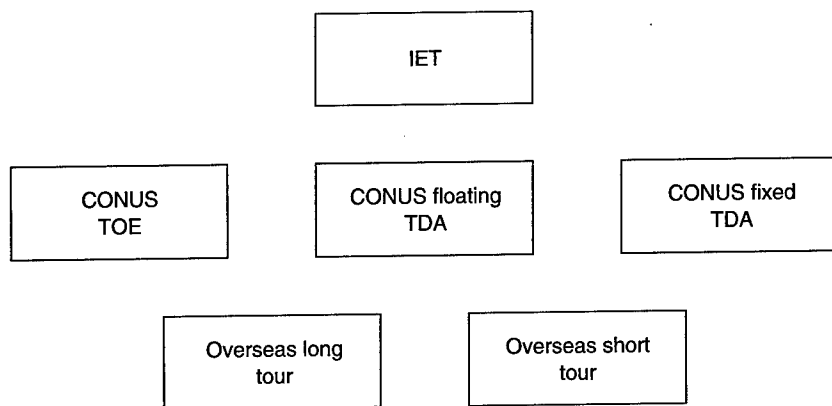 IET
CONUS
TOE
CONUS floating
TDA
CONUS fixed
TDA
Overseas long
tour
Overseas short
tour